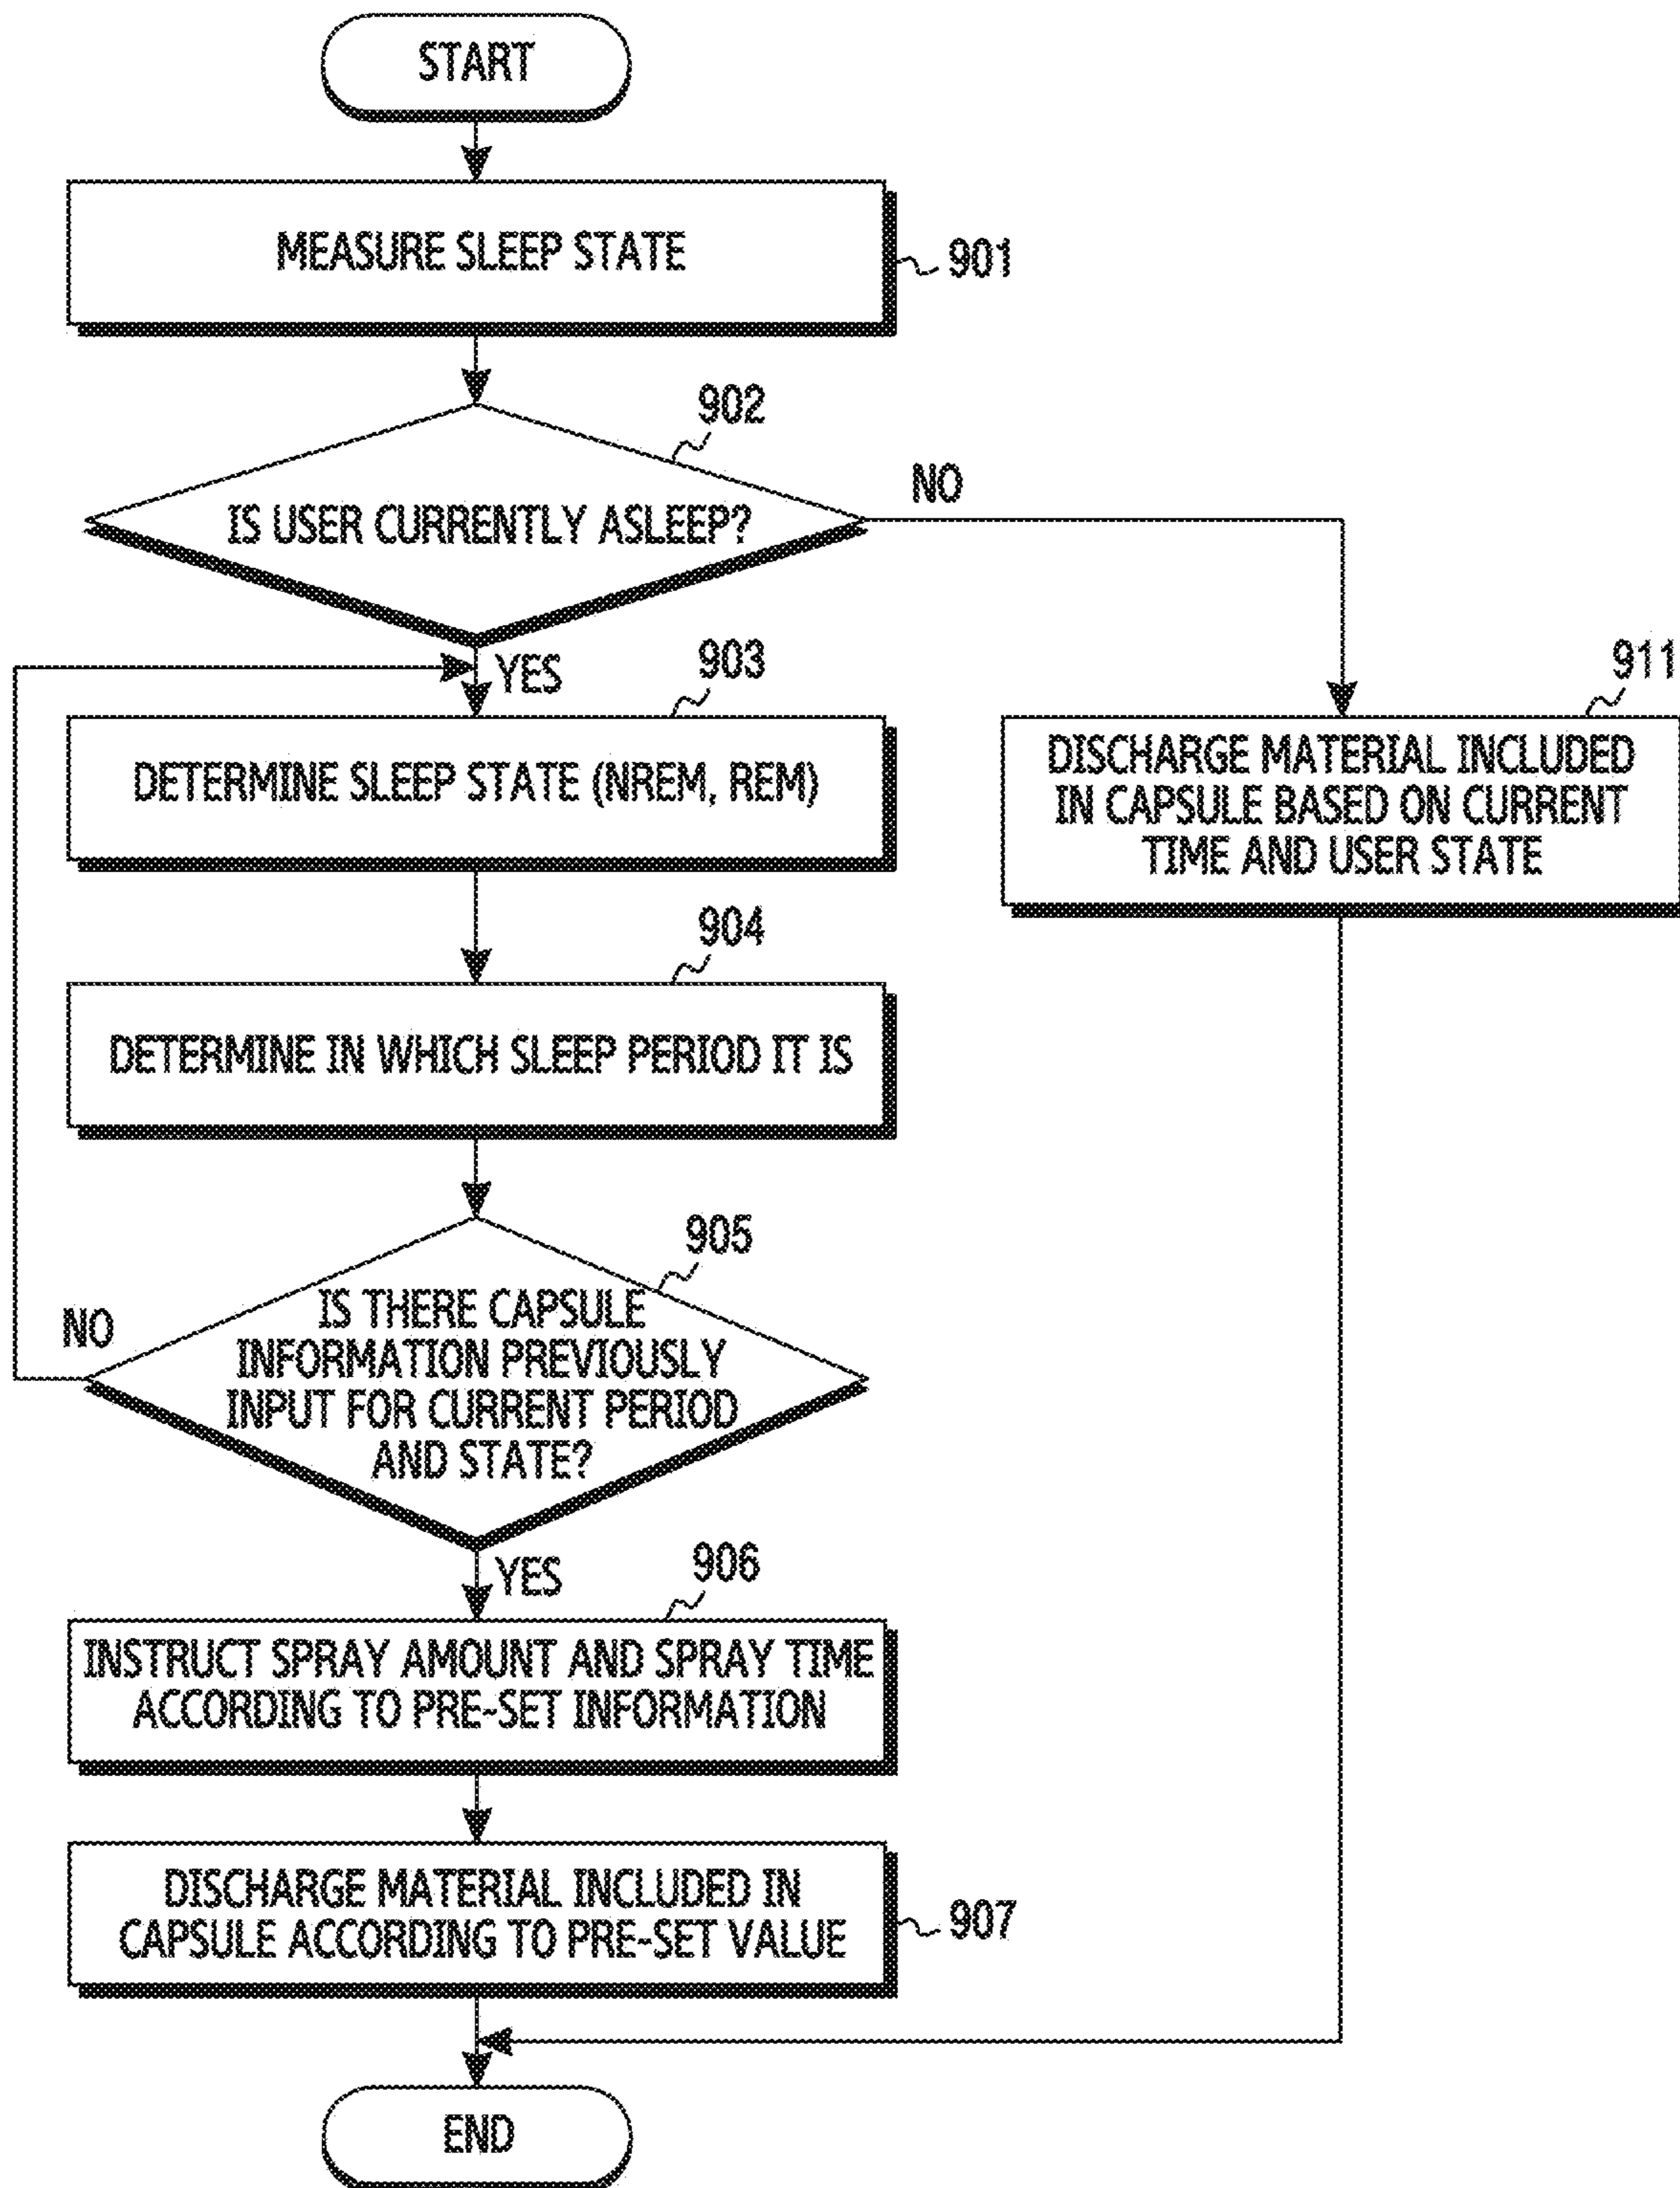 START
MEASURE SLEEP STATE
901
902
IS USER CURRENTLY ASLEEP?
NO
YES
903
DETERMINE SLEEP STATE (NREM, REM)
911
DISCHARGE MATERIAL INCLUDED
IN CAPSULE BASED ON CURRENT
TIME AND USER STATE
904
DETERMINE IN WHICH SLEEP PERIOD IT IS
905
IS THERE CAPSULE
INFORMATION PREVIOUSLY
INPUT FOR CURRENT PERIOD
AND STATE?
NO
YES
906
INSTRUCT SPRAY AMOUNT AND SPRAY TIME
ACCORDING TO PRE-SET INFORMATION
DISCHARGE MATERIAL INCLUDED IN
CAPSULE ACCORDING TO PRE-SET VALUE
907
END